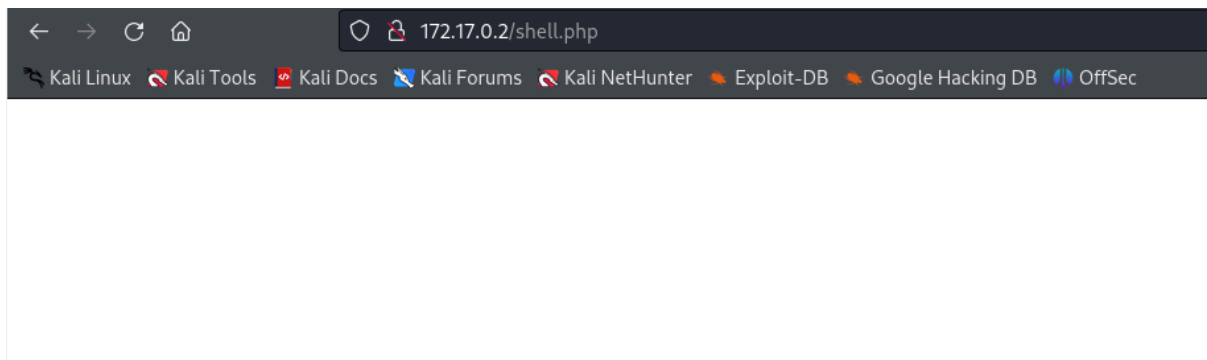 172.17.0.2/shell.php
Kali Linux Kali Tools Kali Docs Kali Forums Kali NetHunter Exploit-DB Google Hacking DB OffSec